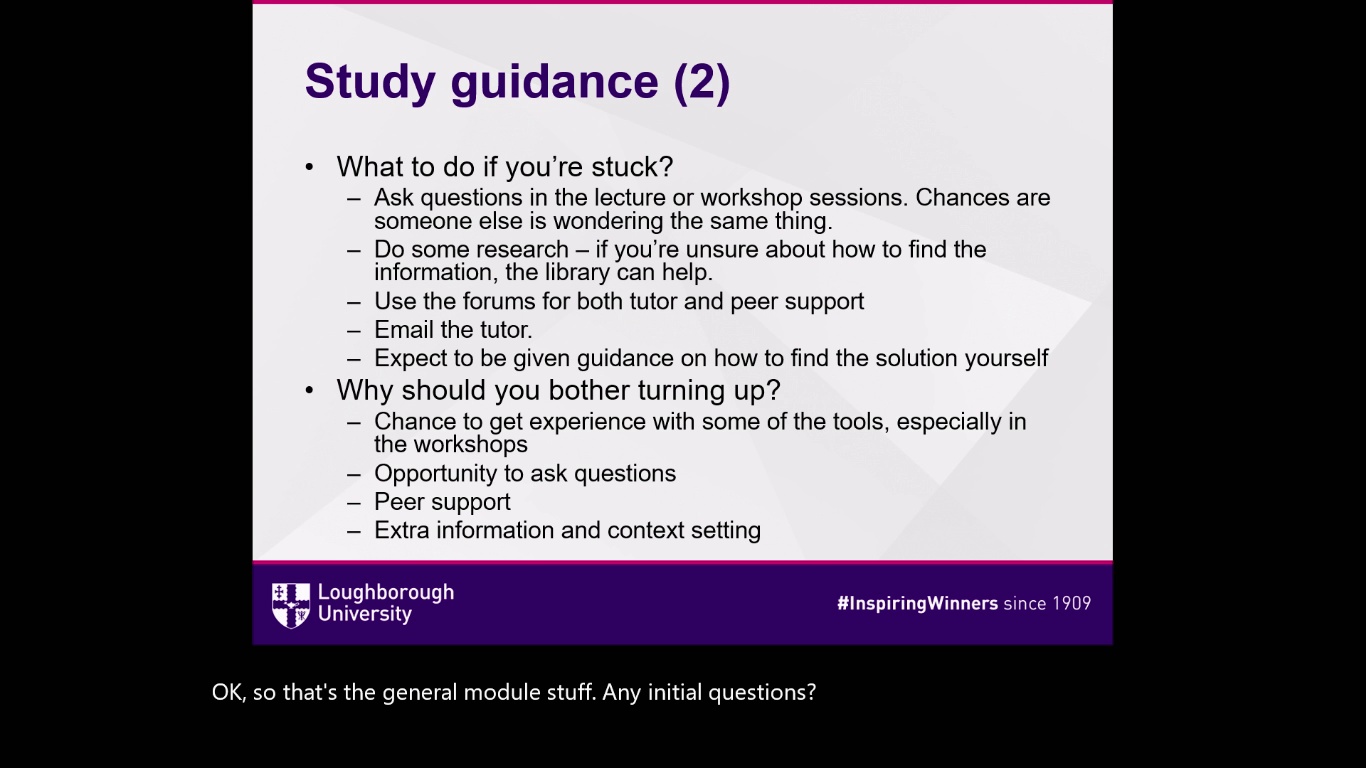 Study guidance (2)
• What to do if you’re stuck?
– Ask questions in the lecture or workshop sessions. Chances are
someone else is wondering the same thing.
– Do some research – if you’re unsure about how to find the
information, the library can help.
– Use the forums for both tutor and peer support
– Email the tutor.
– Expect to be given guidance on how to find the solution yourself
• Why should you bother turning up?
– Chance to get experience with some of the tools, especially in
the workshops
– Opportunity to ask questions
– Peer support
– Extra information and context setting
Loughborough
University
#InspiringWinners since 1909
OK, so that's the general module stuff. Any initial questions?